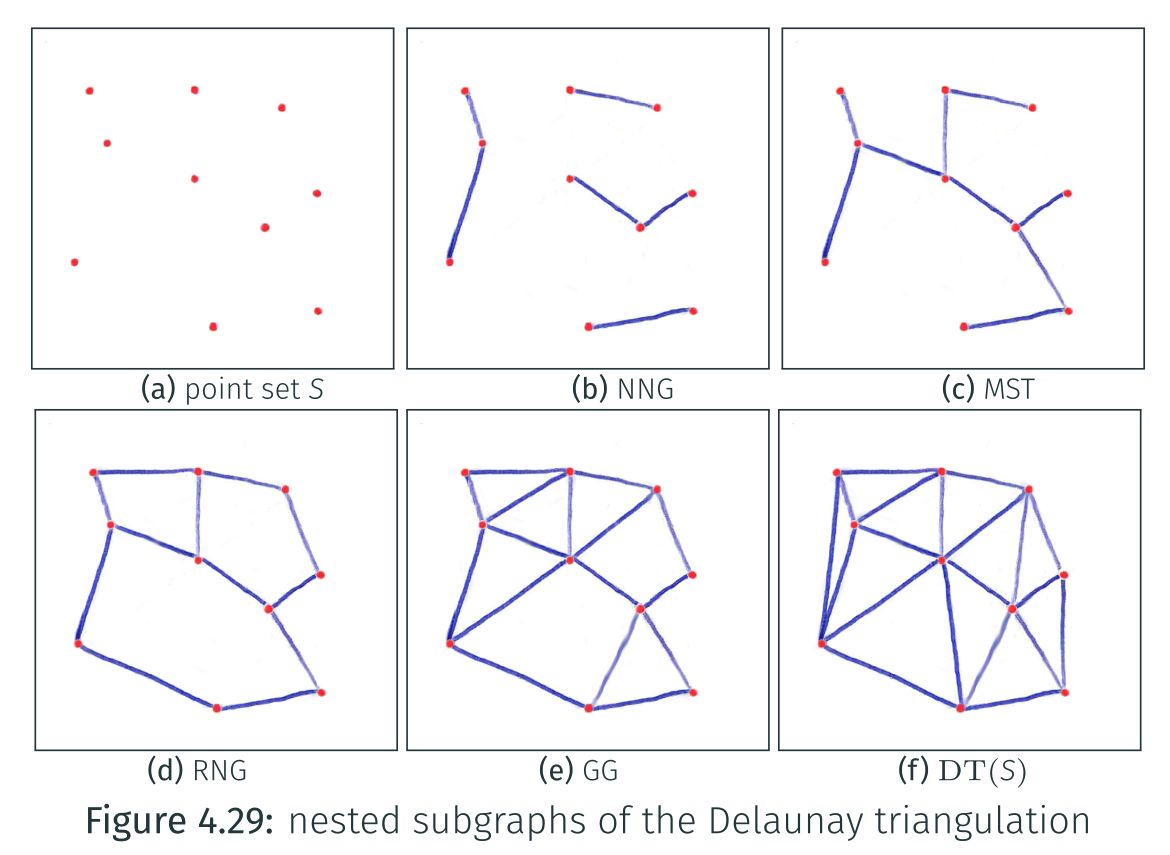 (a) point set S
(b) NNG
(c) MST
(d) RNG
(e) GG
(f) DT(S)
Figure 4.29: nested subgraphs of the Delaunay triangulation